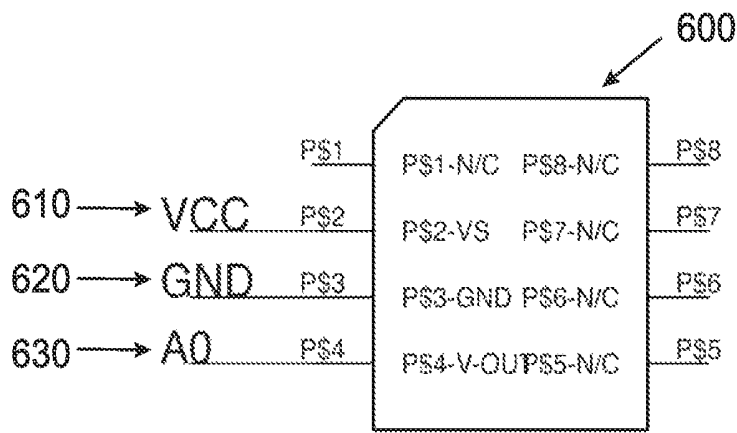 600
P$1 P$1-N/C P$8-N/C P$8
610 VCC P$2 P$2-VS P$7-N/C P$7
620 GND P$3 P$3-GND P$6-N/C P$6
630 A0 P$4 P$4-V-OUT P$5-N/C P$5